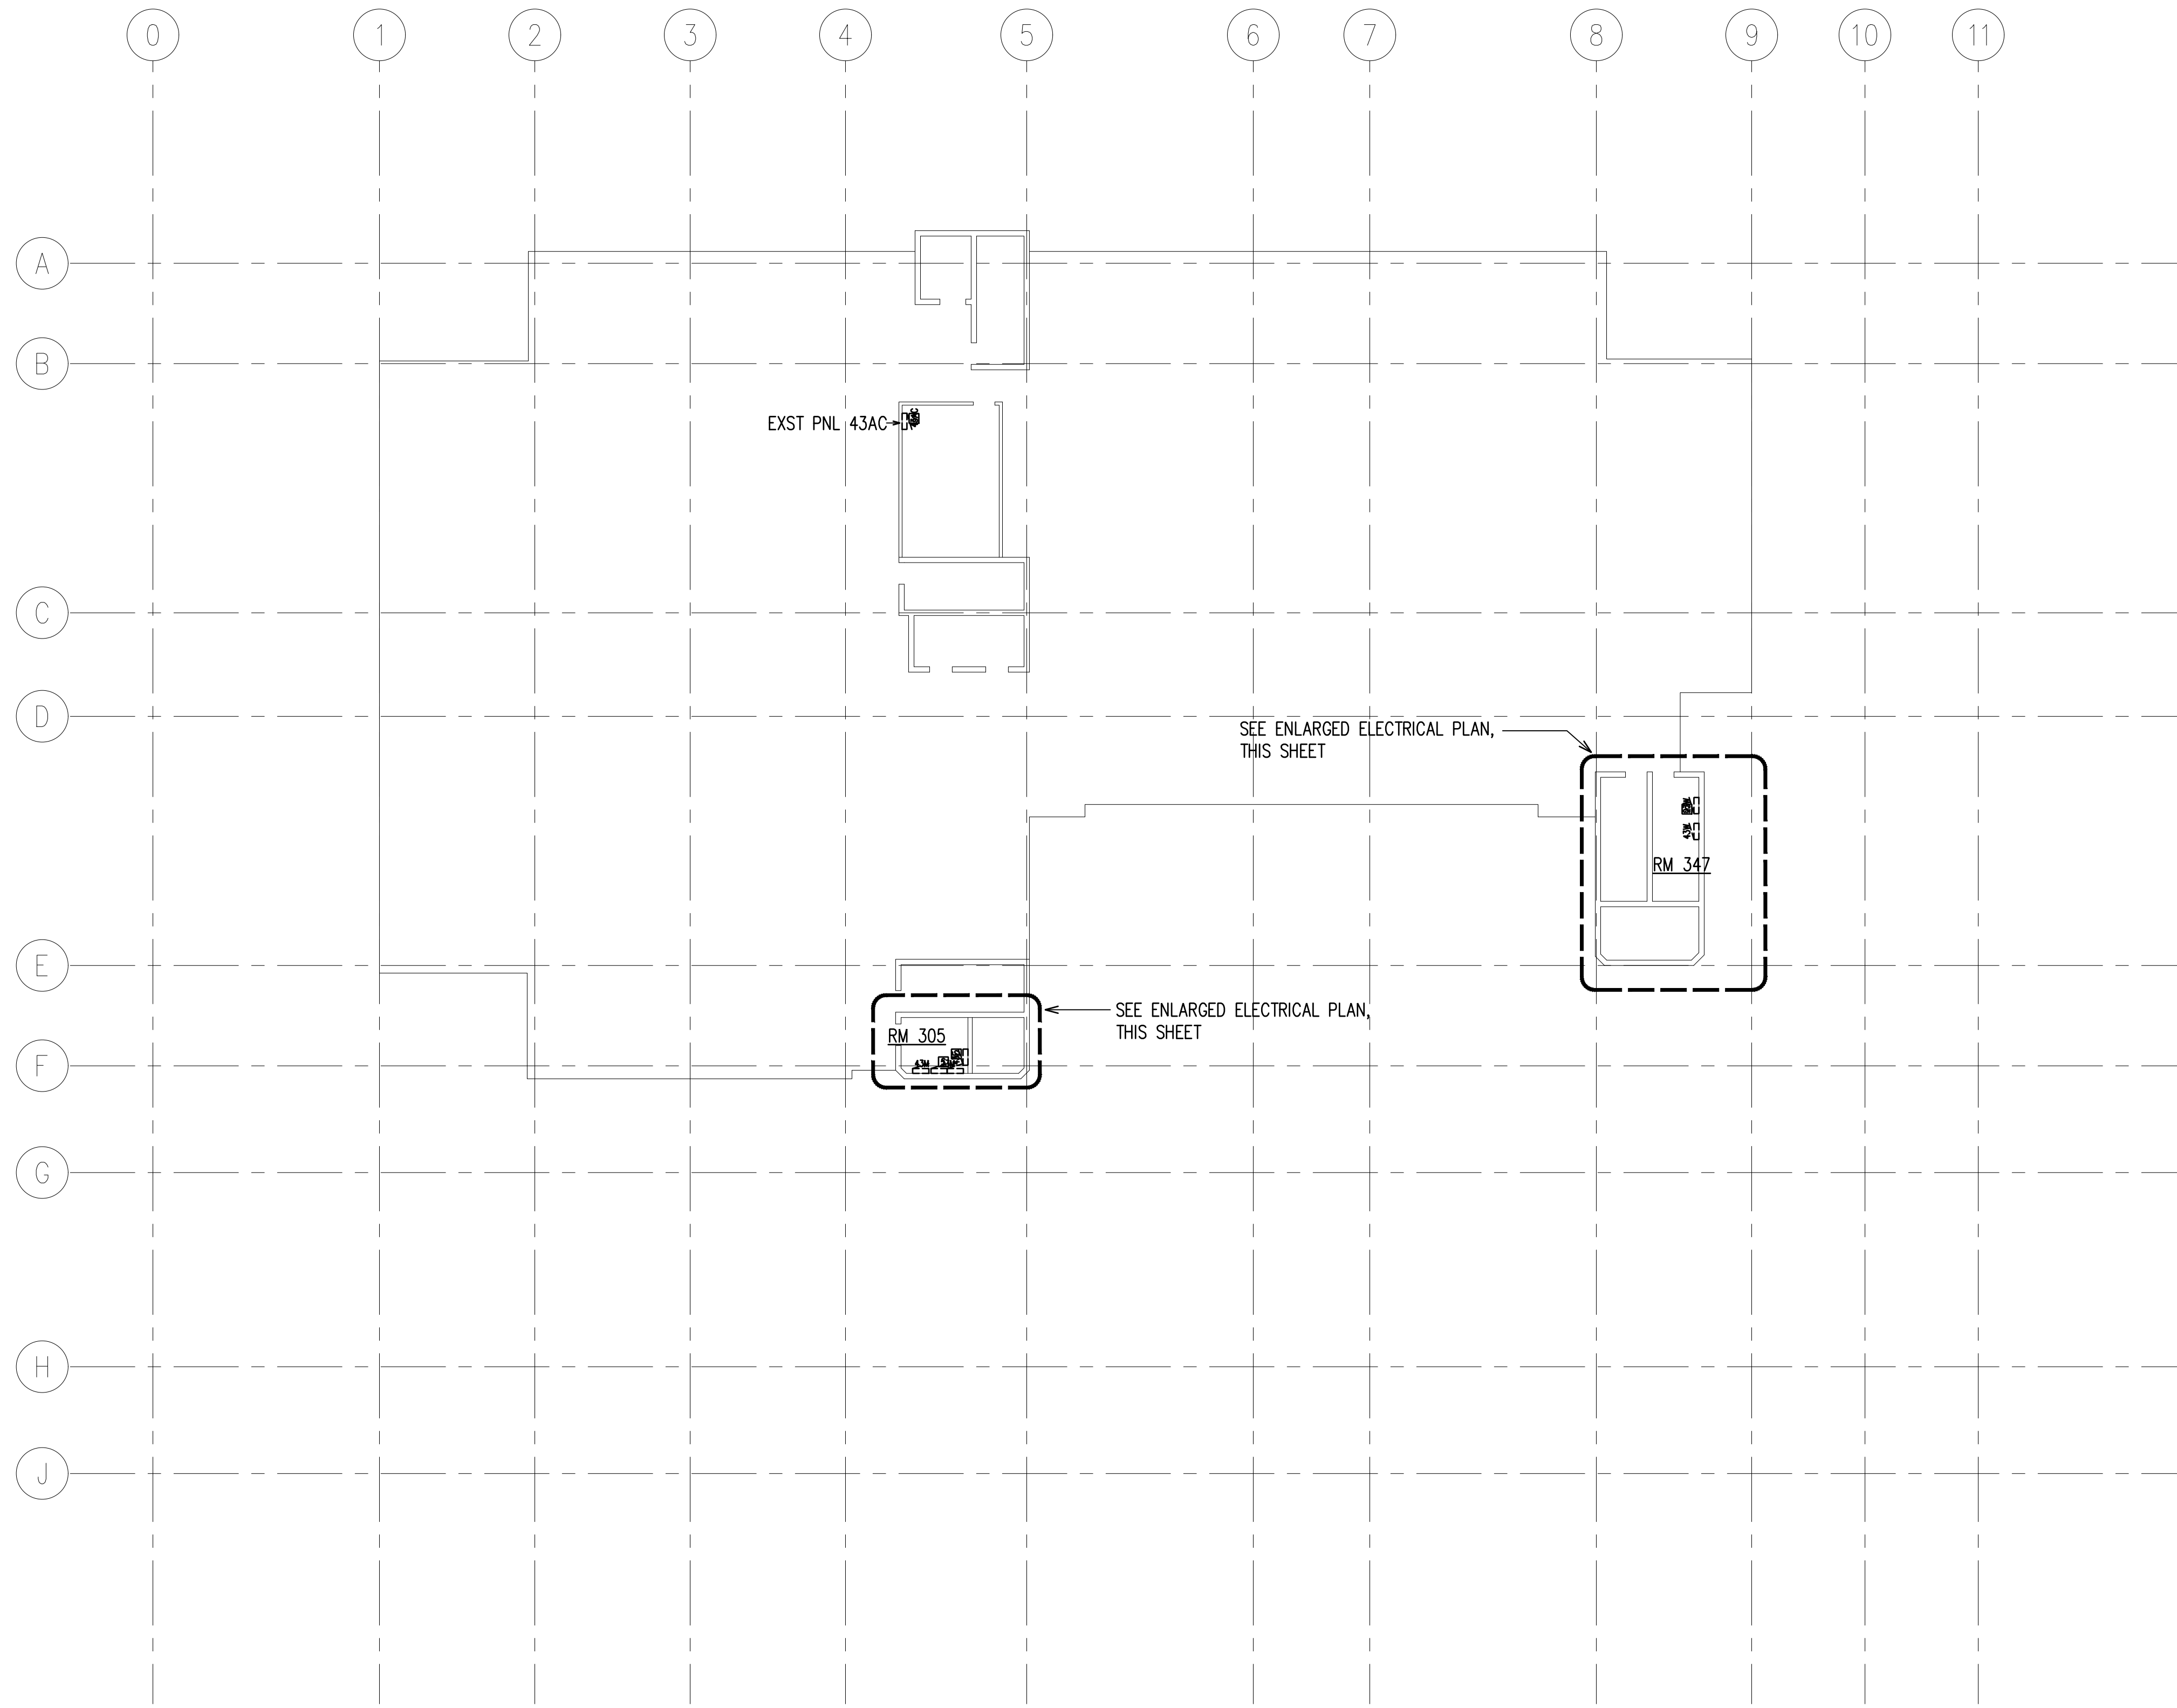 0 1 2 3 4 5 6 7 8 9 10 11
A
B
EXST PNL 43AC
C
D
SEE ENLARGED ELECTRICAL PLAN,
THIS SHEET
RM 347
E
SEE ENLARGED ELECTRICAL PLAN,
THIS SHEET
RM 305
F
G
H
J